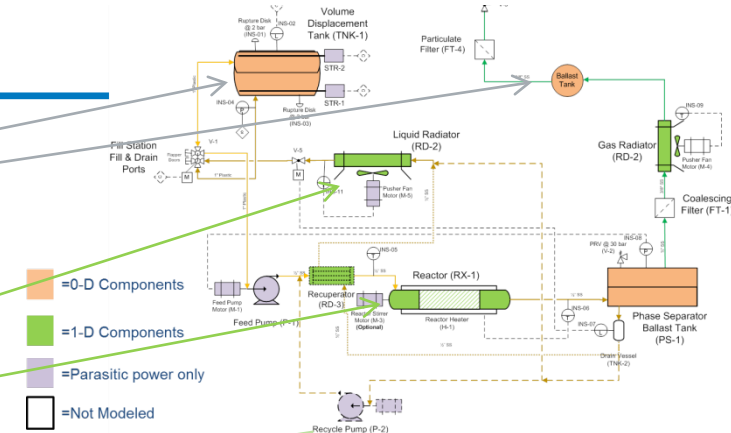 Rupture Disk
@ 2 bar
(INS-01)
INS-02
L
Volume
Displacement
Tank (TNK-1)
STR-2
STR-1
INS-04
P
Rupture Disk
(INS-03)
Particulate
Filter (FT-4)
Ballast
Tank
INS-09
T
Gas Radiator
(RD-2)
Pusher Fan
Motor (M-4)
Coalescing
Filter (FT-1)
Fill Station
Fill & Drain
Ports
V-1
M
V-5
M
Liquid Radiator
(RD-2)
Pusher Fan
Motor (M-5)
INS-05
T
Feed Pump
Motor (M-1)
Feed Pump (P-1)
Recuperator
(RD-3)
Reactor Stirrer
Motor (M-3)
(Optional)
Reactor (RX-1)
Reactor Heater
(H-1)
PRV @ 30 bar
(V-2)
INS-08
P
INS-06
T
INS-07
L
Phase Separator
Ballast Tank
(PS-1)
Drain Vessel
(TNK-2)
Recycle Pump (P-2)
=0-D Components
=1-D Components
=Parasitic power only
=Not Modeled